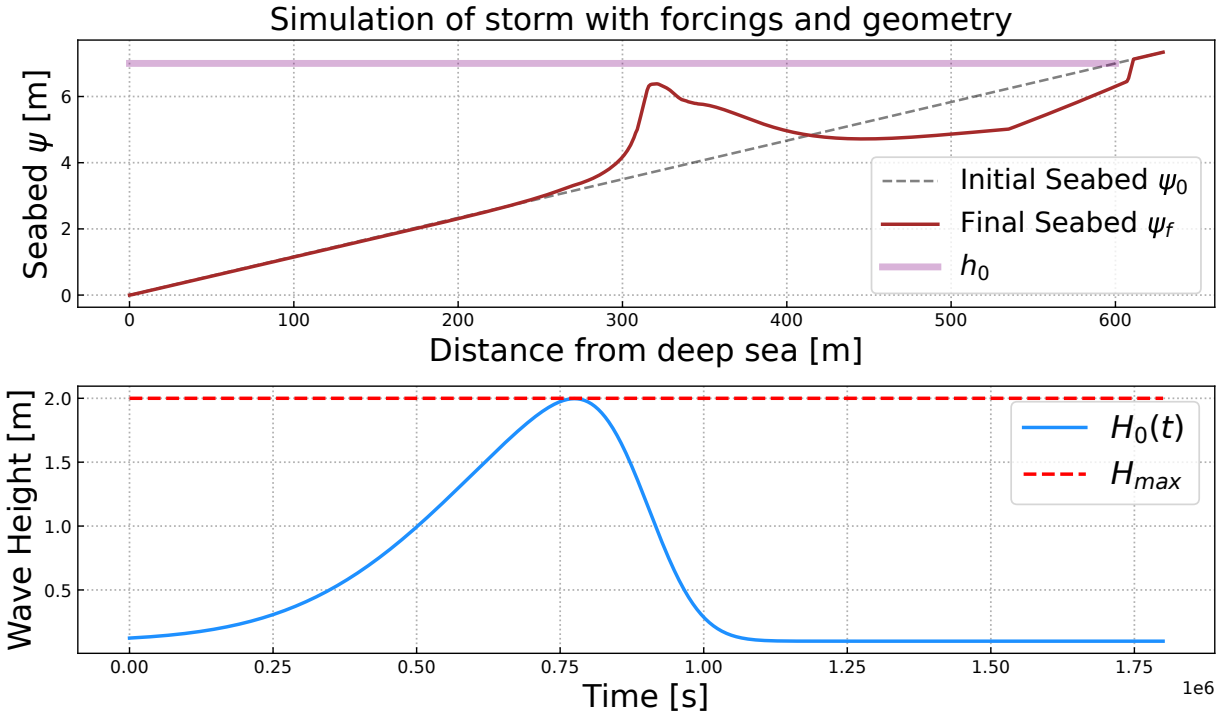 Simulation of storm with forcings and geometry
Seabed ψ [m]
6
4
2
0
Initial Seabed ψ₀
Final Seabed ψ_f
h₀
0 100 200 300 400 500 600
Distance from deep sea [m]
Wave Height [m]
2.0
1.5
1.0
0.5
H₀(t)
H_max
0.00 0.25 0.50 0.75 1.00 1.25 1.50 1.75
1e6
Time [s]